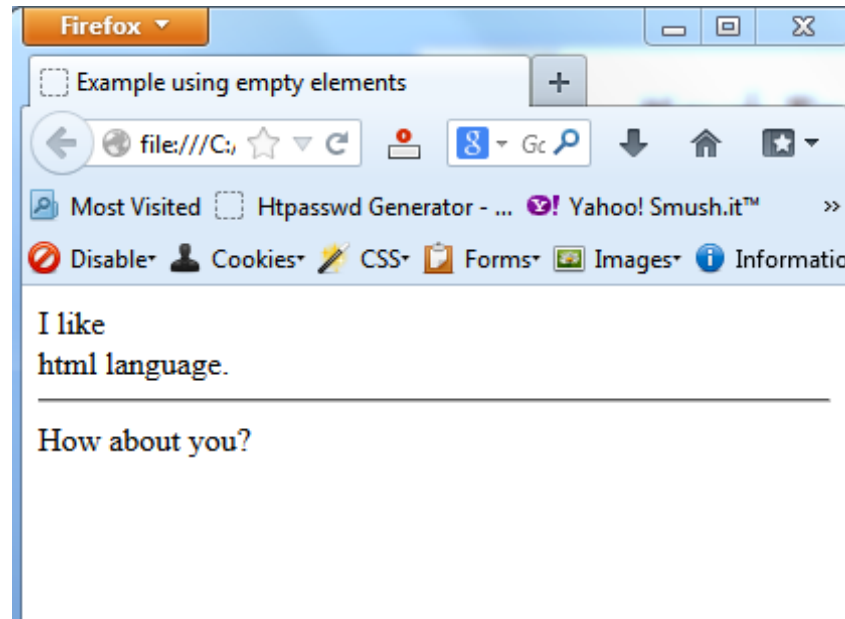 Firefox
Example using empty elements
file:///C:/
8
Most Visited Htpasswd Generator - ... Yahoo! Smush.it™ »
Disable Cookies CSS Forms Images Informatio
I like
html language.
How about you?